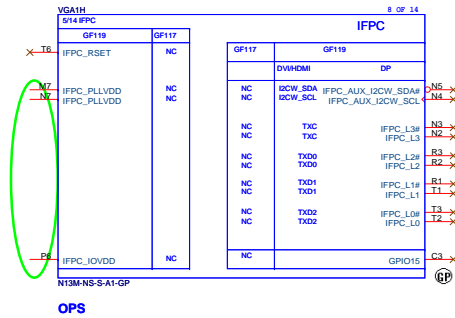 VGA1H 8 OF 14
5/14 IFPC IFPC
GF119 GF117
GF117 GF119
T6 IFPC_RSET NC
DVI/HDMI DP
M7 IFPC_PLLVDD NC
N7 IFPC_PLLVDD NC
NC I2CW_SDA IFPC_AUX_I2CW_SDA# N5
NC I2CW_SCL IFPC_AUX_I2CW_SCL N4
NC TXC IFPC_L3# N3
NC TXC IFPC_L3 N2
NC TXD0 IFPC_L2# R3
NC TXD0 IFPC_L2 R2
NC TXD1 IFPC_L1# R1
NC TXD1 IFPC_L1 T1
NC TXD2 IFPC_L0# T3
NC TXD2 IFPC_L0 T2
P6 IFPC_IOVDD NC
NC GPIO15 C3
GP
N13M-NS-S-A1-GP
OPS